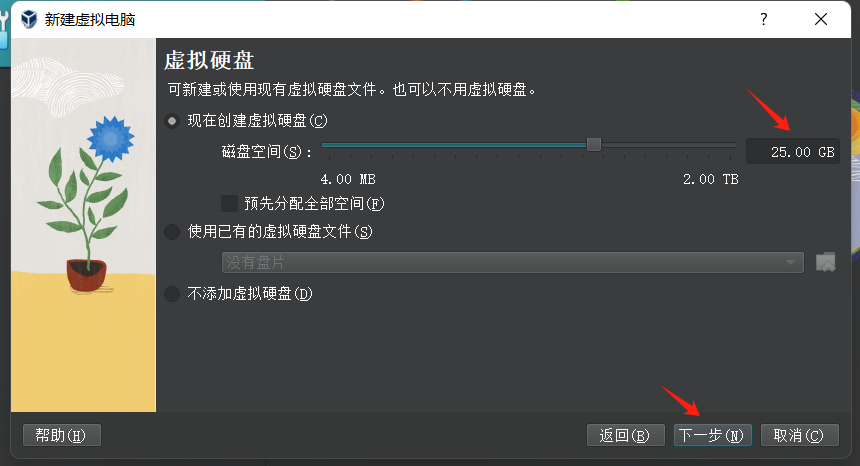 新建虚拟电脑
?
虚拟硬盘
可新建或使用现有虚拟硬盘文件。也可以不用虚拟硬盘。
现在创建虚拟硬盘(C)
磁盘空间(S): 25.00 GB
4.00 MB 2.00 TB
预先分配全部空间(F)
使用已有的虚拟硬盘文件(S)
没有盘片
不添加虚拟硬盘(D)
帮助(H) 返回(B) 下一步(N) 取消(C)